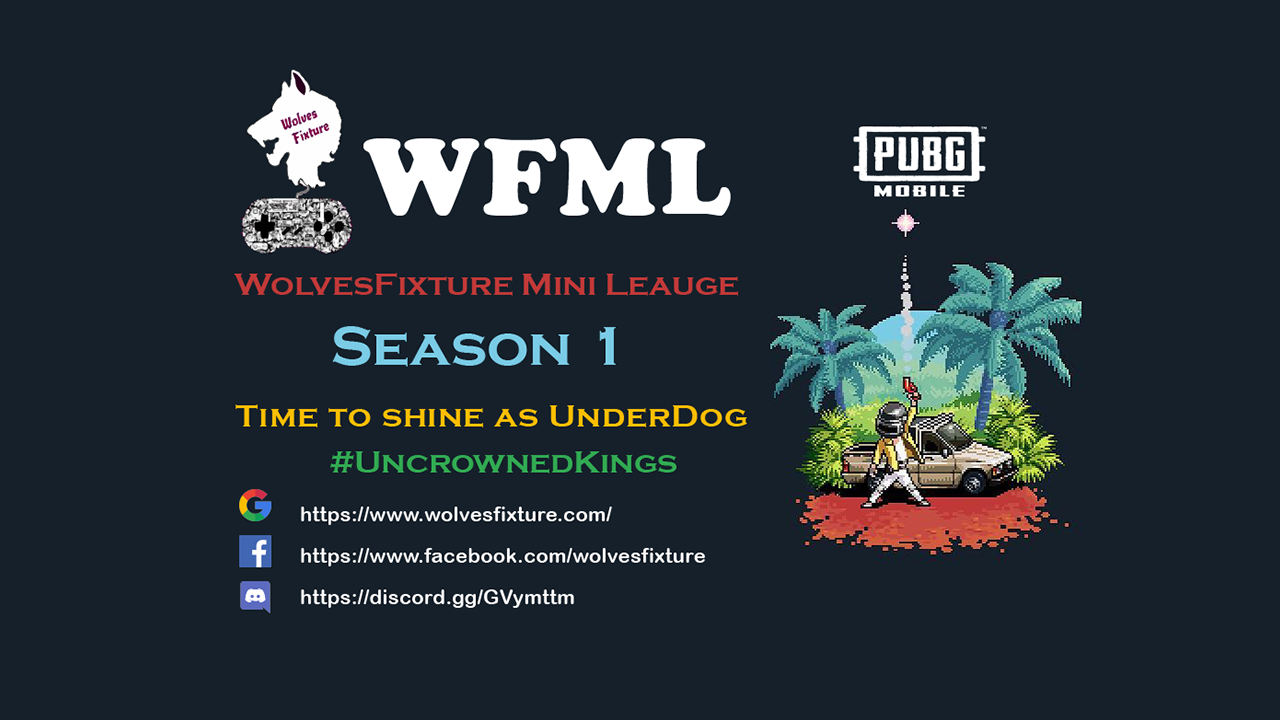 Wolves
Fixture
WFML
PUBG
MOBILE
™
WolvesFixture Mini Leauge
Season 1
Time to shine as UnderDog
#UncrownedKings
https://www.wolvesfixture.com/
https://www.facebook.com/wolvesfixture
https://discord.gg/GVymttm